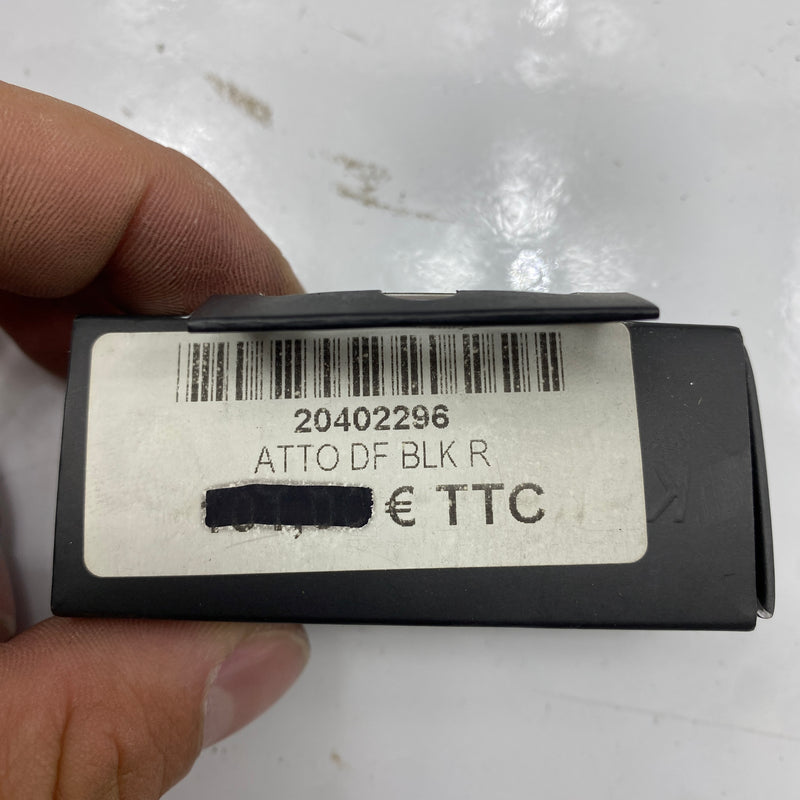 20402296
ATTO DF BLK R
€ TTC